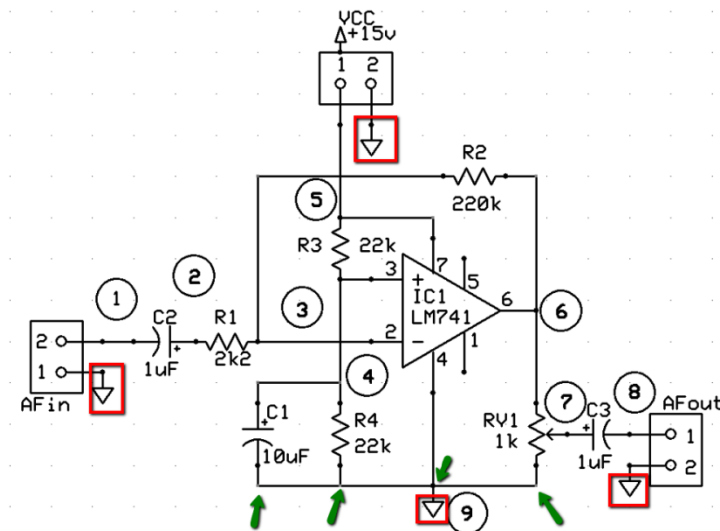 VCC
+15v
1 2
R2
220k
5
R3 22k
2
1
3
3
+
7
5
IC1
LM741
6
6
C2
R1
2
-
1
2
1
1uF
2k2
AFin
4
4
7
8
C1
+
10uF
R4
22k
RV1
1k
+
C3
1uF
AFout
1
2
+
9